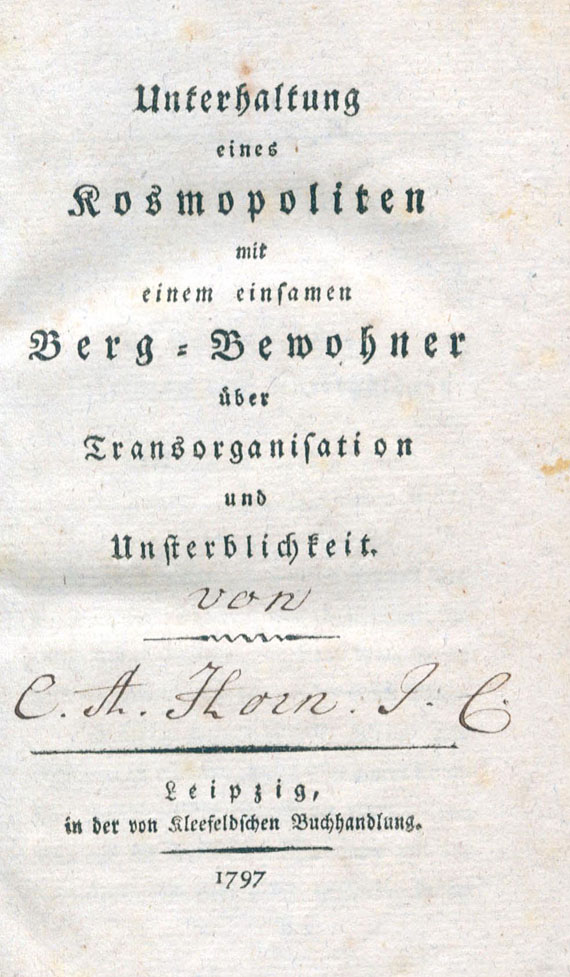 Unterhaltung
eines
Kosmopoliten
mit
einem einſamen
Berg-Bewohner
über
Transorganiſation
und
Unſterblichkeit.
von
C. A. Horn. J. C.
Leipzig,
in der von Kleefeldſchen Buchhandlung.
1797